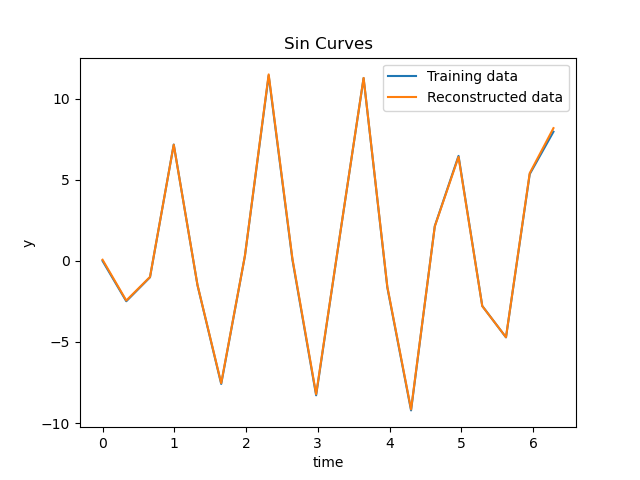 Sin Curves
Training data
Reconstructed data
10
5
0
−5
−10
y
0 1 2 3 4 5 6
time